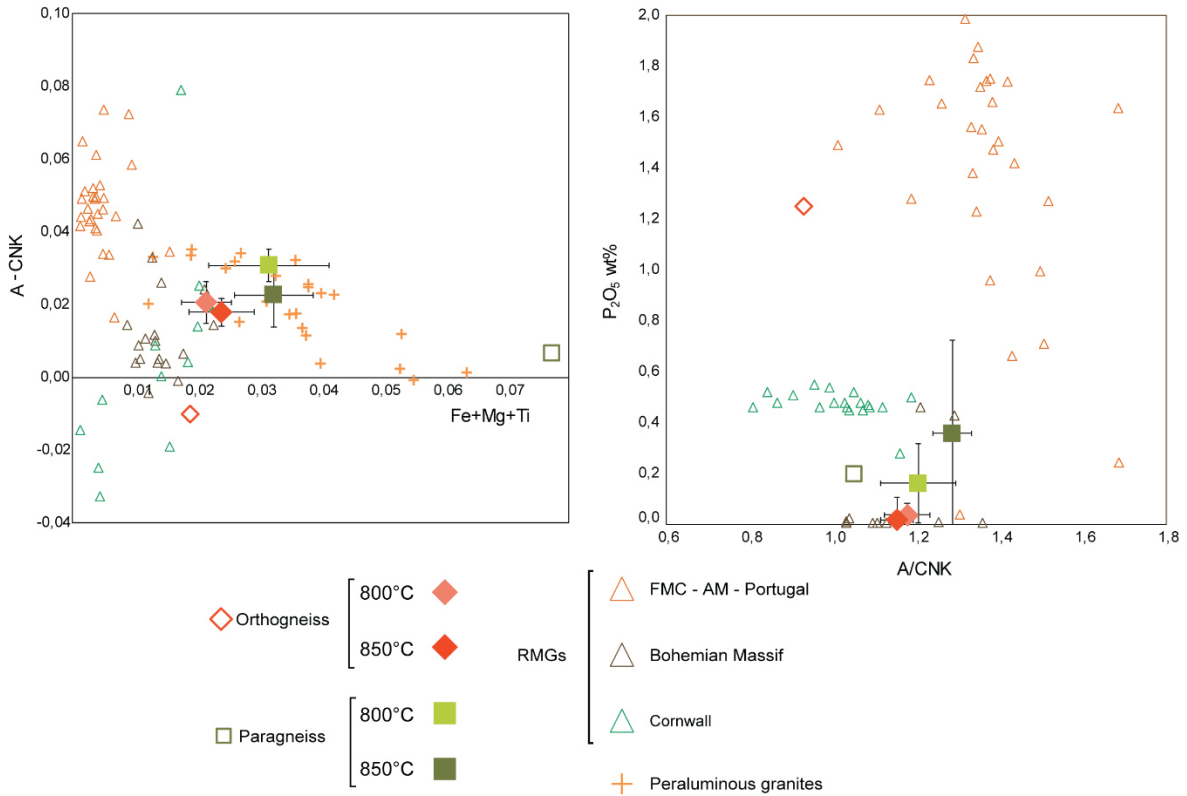 0,10
0,08
0,06
0,04
0,02
0,00
-0,02
-0,04
A - CNK
0,01 0,02 0,03 0,04 0,05 0,06 0,07
Fe+Mg+Ti
2,0
1,8
1,6
1,4
1,2
1,0
0,8
0,6
0,4
0,2
0,0
P₂O₅ wt%
0,6 0,8 1,0 1,2 1,4 1,6 1,8
A/CNK
Orthogneiss
800°C
850°C
Paragneiss
800°C
850°C
RMGs
FMC - AM - Portugal
Bohemian Massif
Cornwall
Peraluminous granites